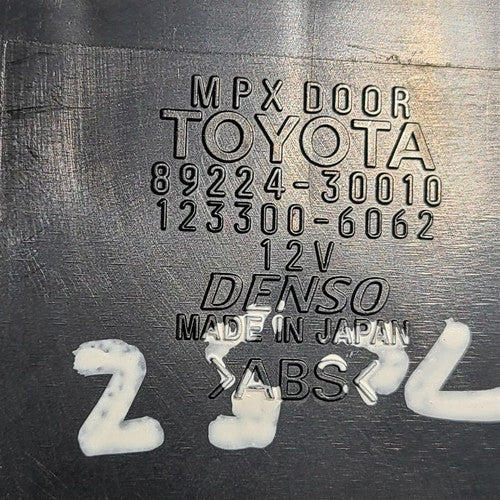 MPX DOOR
TOYOTA
89224-30010
123300-6062
12V
DENSO
MADE IN JAPAN
>ABS<